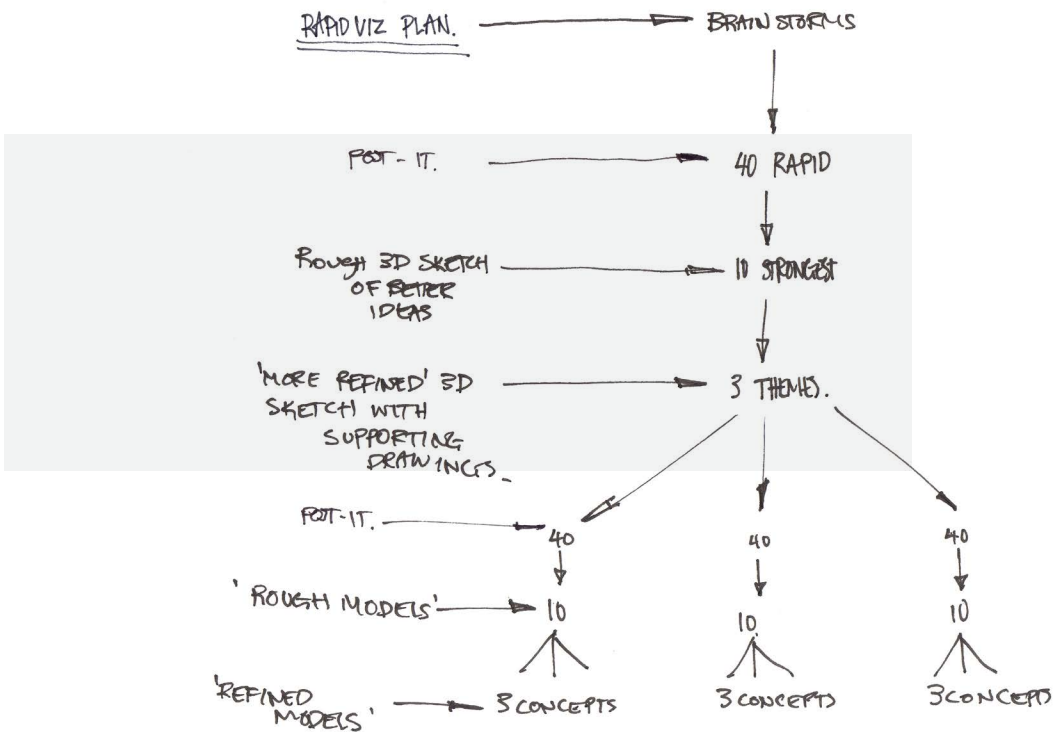 RAPID VIZ PLAN. BRAINSTORMS
POST-IT. 40 RAPID
ROUGH 3D SKETCH
OF BETTER
IDEAS
10 STRONGEST
'MORE REFINED' 3D
SKETCH WITH
SUPPORTING
DRAWINGS
3 THEMES.
POST-IT. 40 40 40
'ROUGH MODELS' 10 10 10
'REFINED
MODELS'
3 CONCEPTS 3 CONCEPTS 3 CONCEPTS